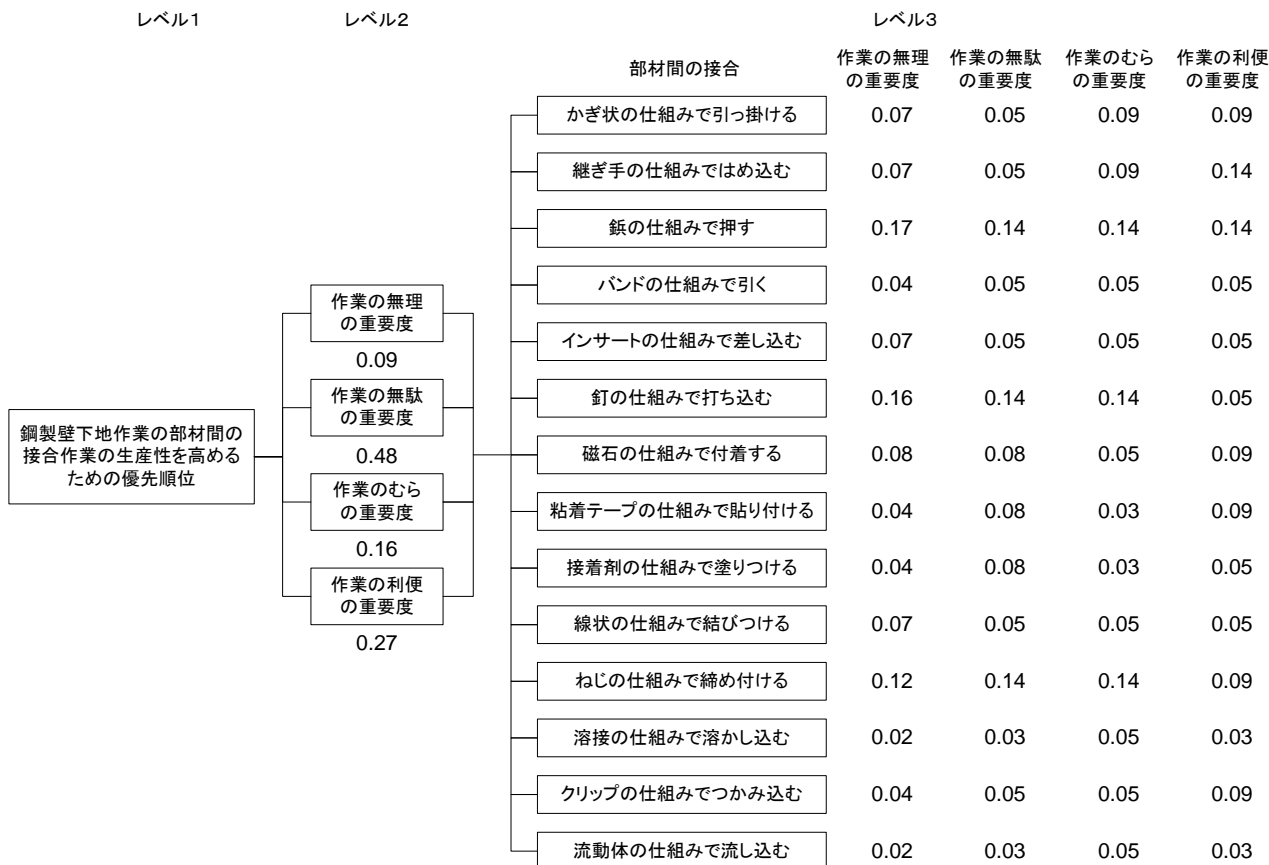 レベル1
レベル2
レベル3
部材間の接合
作業の無理
の重要度
作業の無駄
の重要度
作業のむら
の重要度
作業の利便
の重要度
鋼製壁下地作業の部材間の
接合作業の生産性を高める
ための優先順位
作業の無理
の重要度
0.09
作業の無駄
の重要度
0.48
作業のむら
の重要度
0.16
作業の利便
の重要度
0.27
かぎ状の仕組みで引っ掛ける 0.07 0.05 0.09 0.09
継ぎ手の仕組みではめ込む 0.07 0.05 0.09 0.14
鋲の仕組みで押す 0.17 0.14 0.14 0.14
バンドの仕組みで引く 0.04 0.05 0.05 0.05
インサートの仕組みで差し込む 0.07 0.05 0.05 0.05
釘の仕組みで打ち込む 0.16 0.14 0.14 0.05
磁石の仕組みで付着する 0.08 0.08 0.05 0.09
粘着テープの仕組みで貼り付ける 0.04 0.08 0.03 0.09
接着剤の仕組みで塗りつける 0.04 0.08 0.03 0.05
線状の仕組みで結びつける 0.07 0.05 0.05 0.05
ねじの仕組みで締め付ける 0.12 0.14 0.14 0.09
溶接の仕組みで溶かし込む 0.02 0.03 0.05 0.03
クリップの仕組みでつかみ込む 0.04 0.05 0.05 0.09
流動体の仕組みで流し込む 0.02 0.03 0.05 0.03